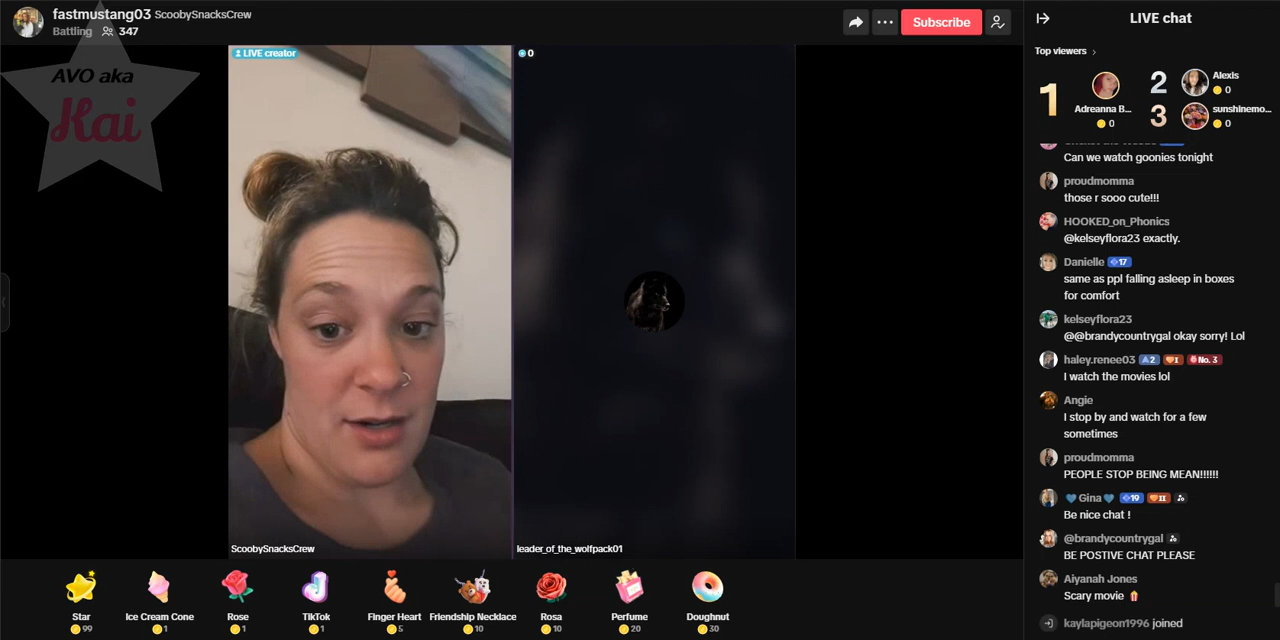 fastmustang03 ScoobySnacksCrew
Battling 347
Subscribe
AVO aka
Kai
LIVE creator
0
ScoobySnacksCrew
leader_of_the_wolfpack01
Star
99
Ice Cream Cone
1
Rose
1
TikTok
1
Finger Heart
5
Friendship Necklace
10
Rosa
10
Perfume
20
Doughnut
30
LIVE chat
Top viewers
1
Adreanna B...
0
2
Alexis
0
3
sunshinemo...
0
Can we watch goonies tonight
proudmomma
those r sooo cute!!!
HOOKED_on_Phonics
@kelseyflora23 exactly.
Danielle 17
same as ppl falling asleep in boxes
for comfort
kelseyflora23
@@brandycountrygal okay sorry! Lol
haley.renee03 2 I No. 3
I watch the movies lol
Angie
I stop by and watch for a few
sometimes
proudmomma
PEOPLE STOP BEING MEAN!!!!!!
💙Gina💙 19 II
Be nice chat !
@brandycountrygal
BE POSTIVE CHAT PLEASE
Aiyanah Jones
Scary movie 🍿
kaylapigeon1996 joined